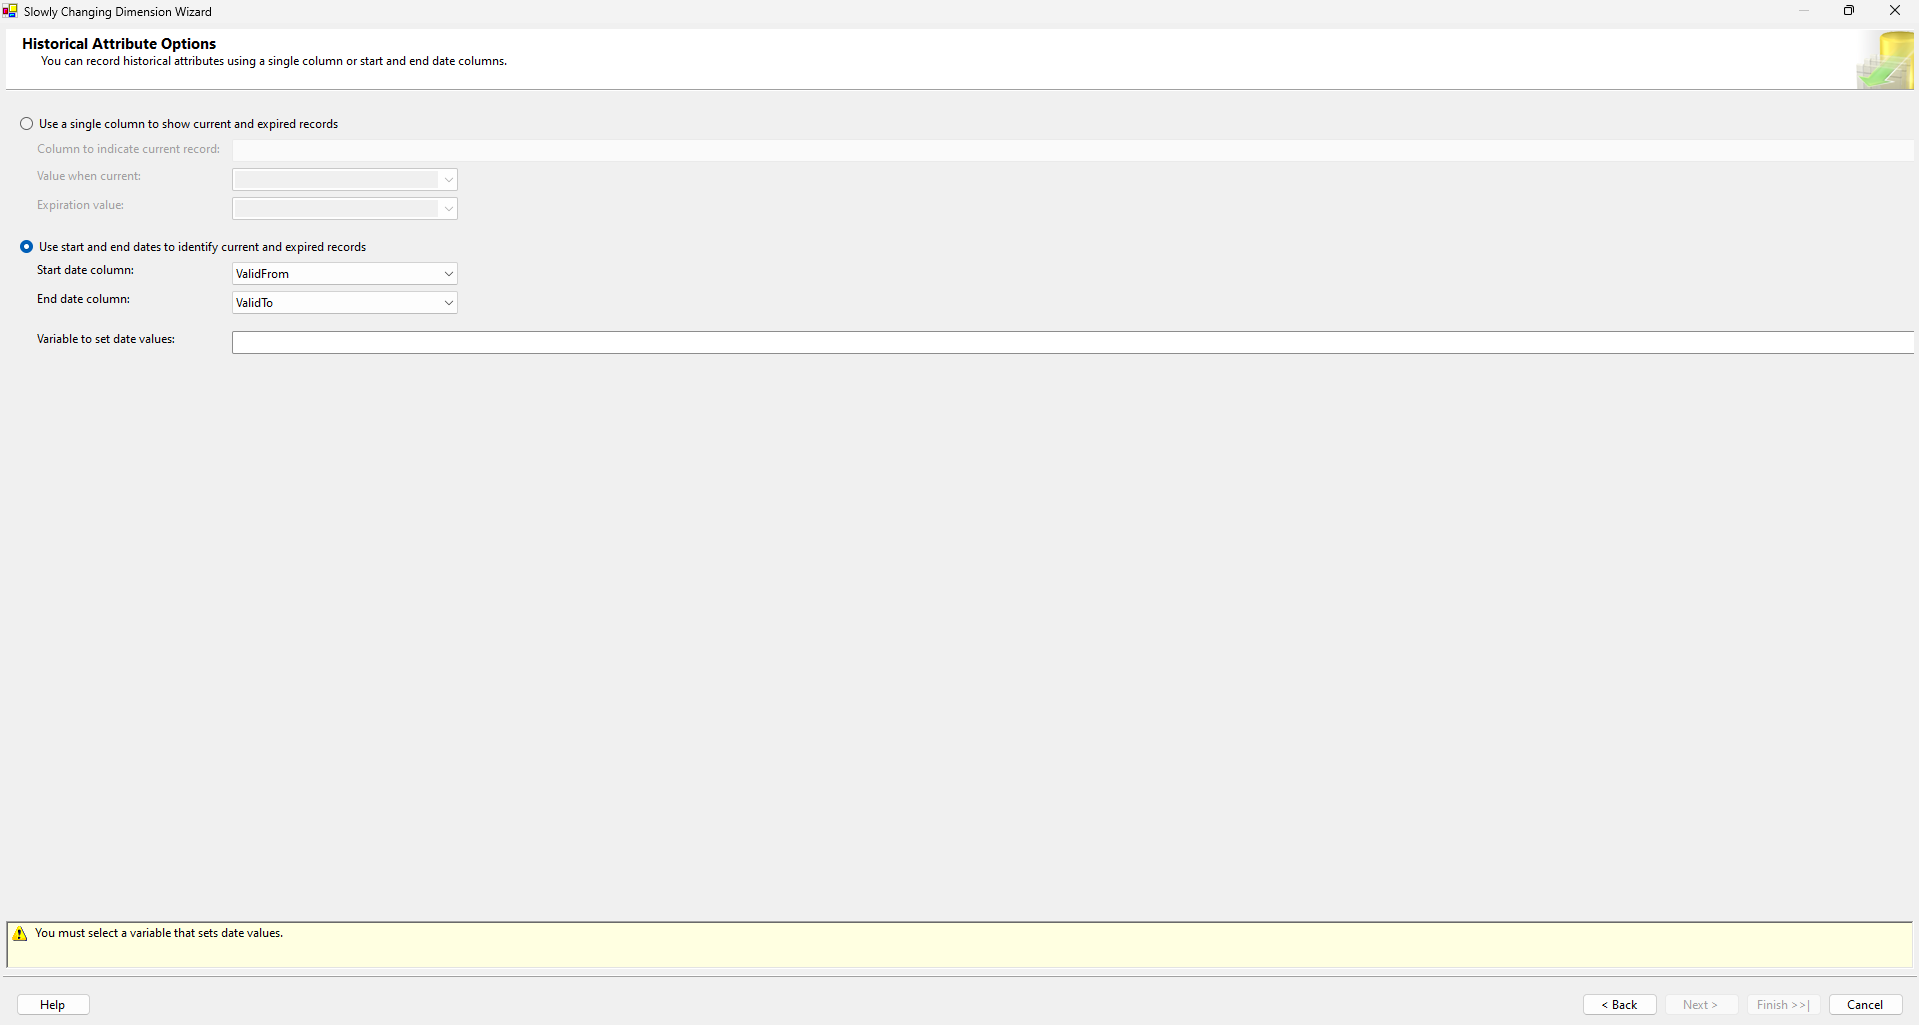 Slowly Changing Dimension Wizard
Historical Attribute Options
You can record historical attributes using a single column or start and end date columns.
Use a single column to show current and expired records
Column to indicate current record:
Value when current:
Expiration value:
Use start and end dates to identify current and expired records
Start date column: ValidFrom
End date column: ValidTo
Variable to set date values:
You must select a variable that sets date values.
Help < Back Next > Finish >>| Cancel